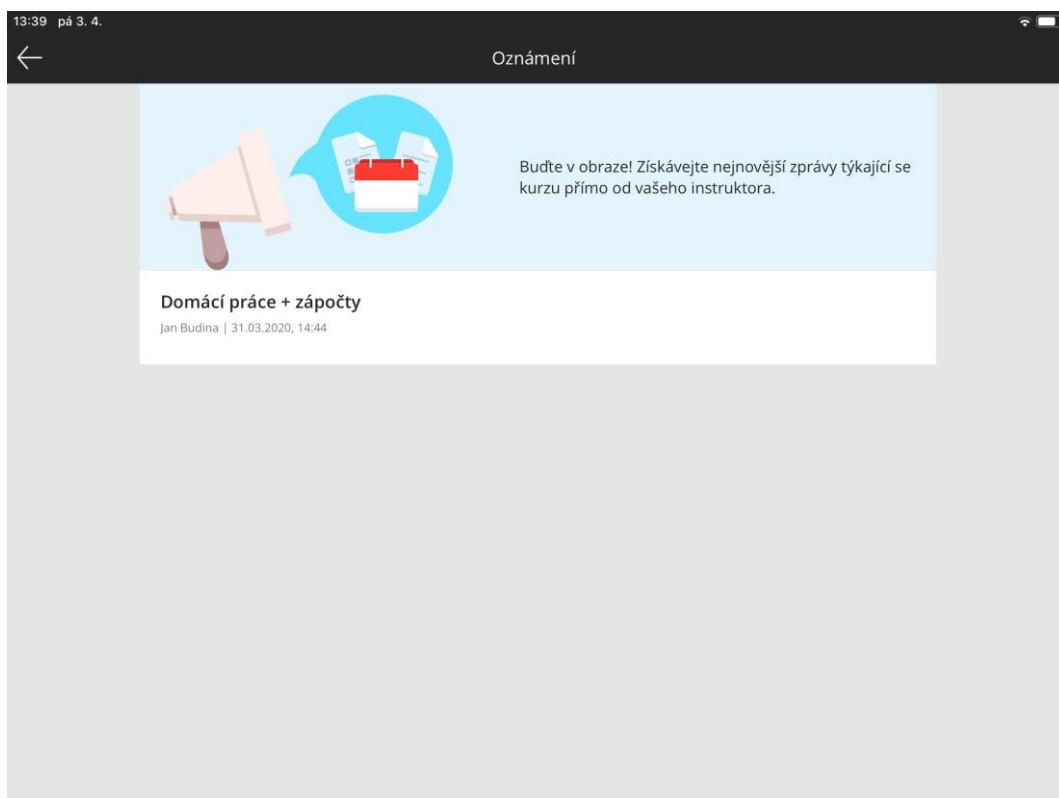 13:39 pá 3. 4.
Oznámení
Buďte v obraze! Získávejte nejnovější zprávy týkající se
kurzu přímo od vašeho instruktora.
Domácí práce + zápočty
Jan Budina | 31.03.2020, 14:44